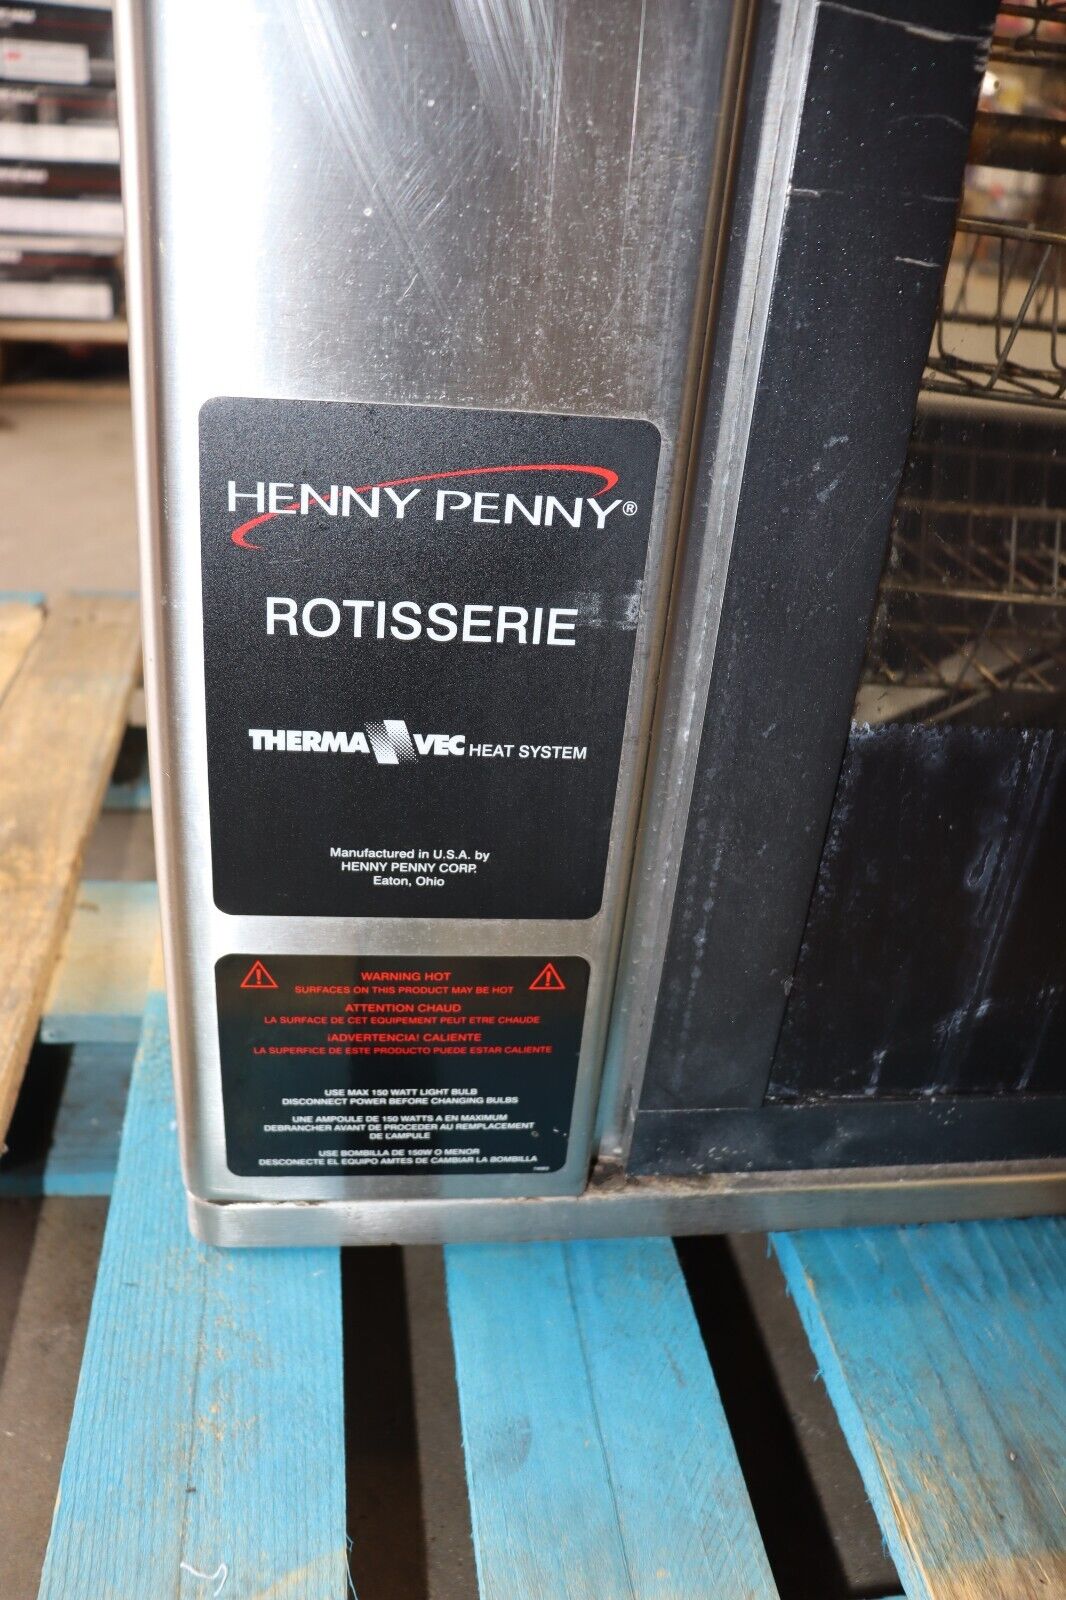 HENNY PENNY®
ROTISSERIE
THERMA VEC HEAT SYSTEM
Manufactured in U.S.A. by
HENNY PENNY CORP.
Eaton, Ohio
WARNING HOT
SURFACES ON THIS PRODUCT MAY BE HOT
ATTENTION CHAUD
LA SURFACE DE CET EQUIPEMENT PEUT ETRE CHAUDE
¡ADVERTENCIA! CALIENTE
LA SUPERFICE DE ESTE PRODUCTO PUEDE ESTAR CALIENTE
USE MAX 150 WATT LIGHT BULB
DISCONNECT POWER BEFORE CHANGING BULBS
UNE AMPOULE DE 150 WATTS A EN MAXIMUM
DEBRANCHER AVANT DE PROCEDER AU REMPLACEMENT
DE L'AMPULE
USE BOMBILLA DE 150W O MENOR
DESCONECTE EL EQUIPO AMTES DE CAMBIAR LA BOMBILLA